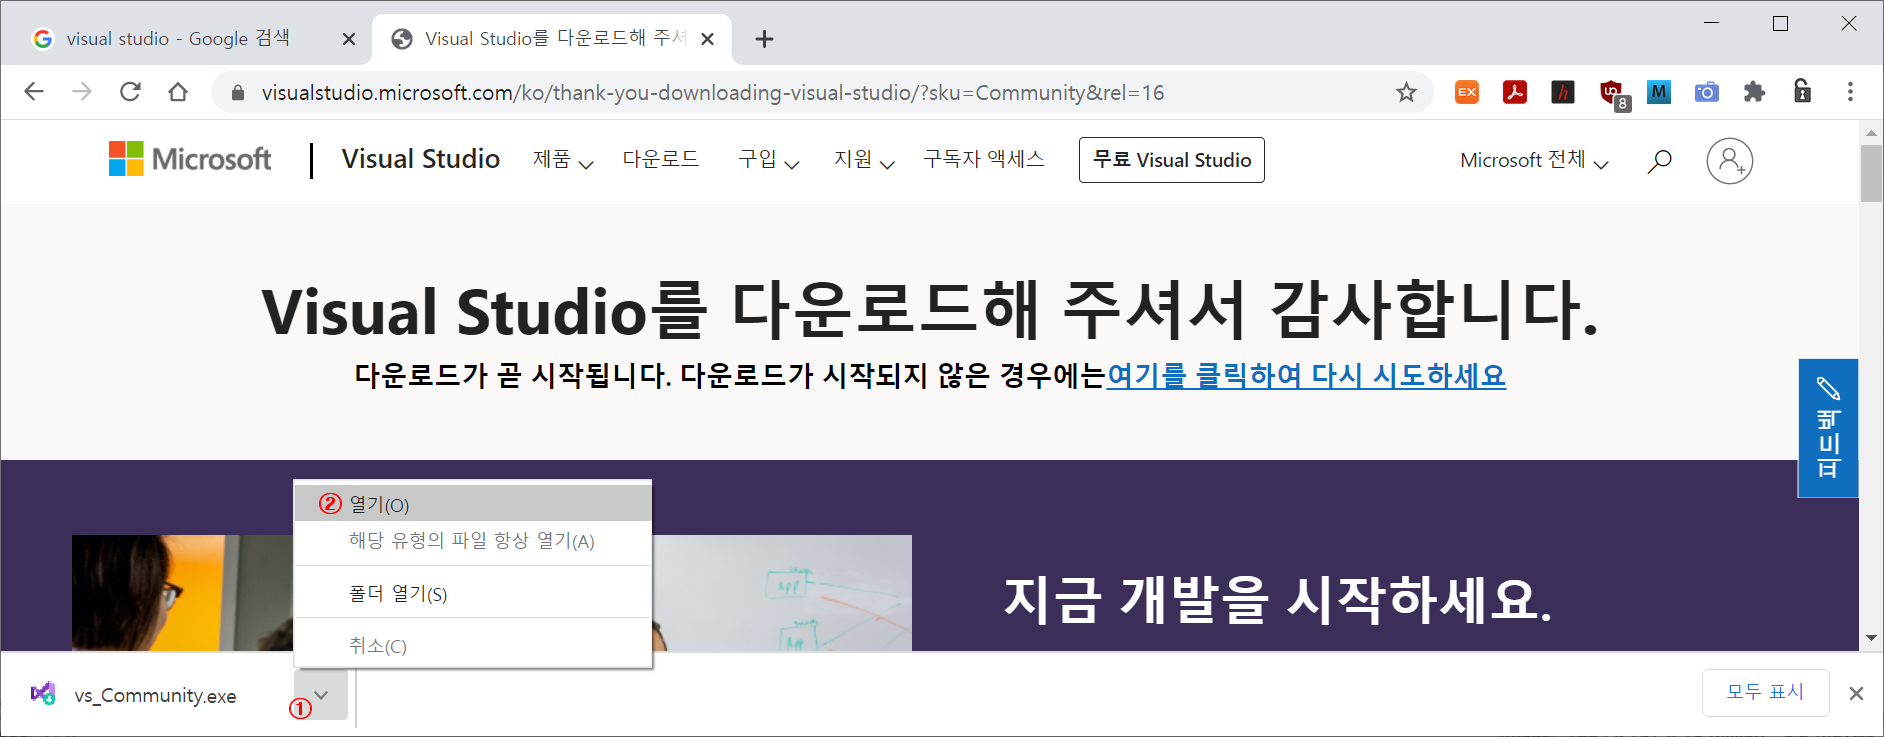 visual studio - Google 검색
Visual Studio를 다운로드해 주셔
visualstudio.microsoft.com/ko/thank-you-downloading-visual-studio/?sku=Community&rel=16
EX
h
8
M
Microsoft
Visual Studio
제품
다운로드
구입
지원
구독자 액세스
무료 Visual Studio
Microsoft 전체
Visual Studio를 다운로드해 주셔서 감사합니다.
다운로드가 곧 시작됩니다. 다운로드가 시작되지 않은 경우에는여기를 클릭하여 다시 시도하세요
피드백
② 열기(O)
해당 유형의 파일 항상 열기(A)
폴더 열기(S)
취소(C)
App
지금 개발을 시작하세요.
vs_Community.exe
①
모두 표시